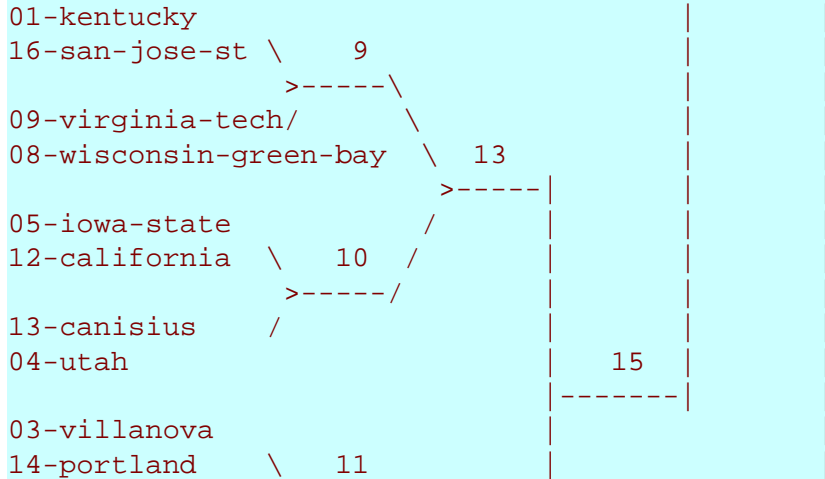 01-kentucky                                |
16-san-jose-st \    9                      |
                >-----\                    |
09-virginia-tech/      \                   |
08-wisconsin-green-bay  \  13              |
                         >-----|           |
05-iowa-state             /    |           |
12-california  \   10   /      |           |
                >-----/        |           |
13-canisius    /               |           |
04-utah                        |     15    |
                               |-------|
03-villanova                   |
14-portland    \   11          |